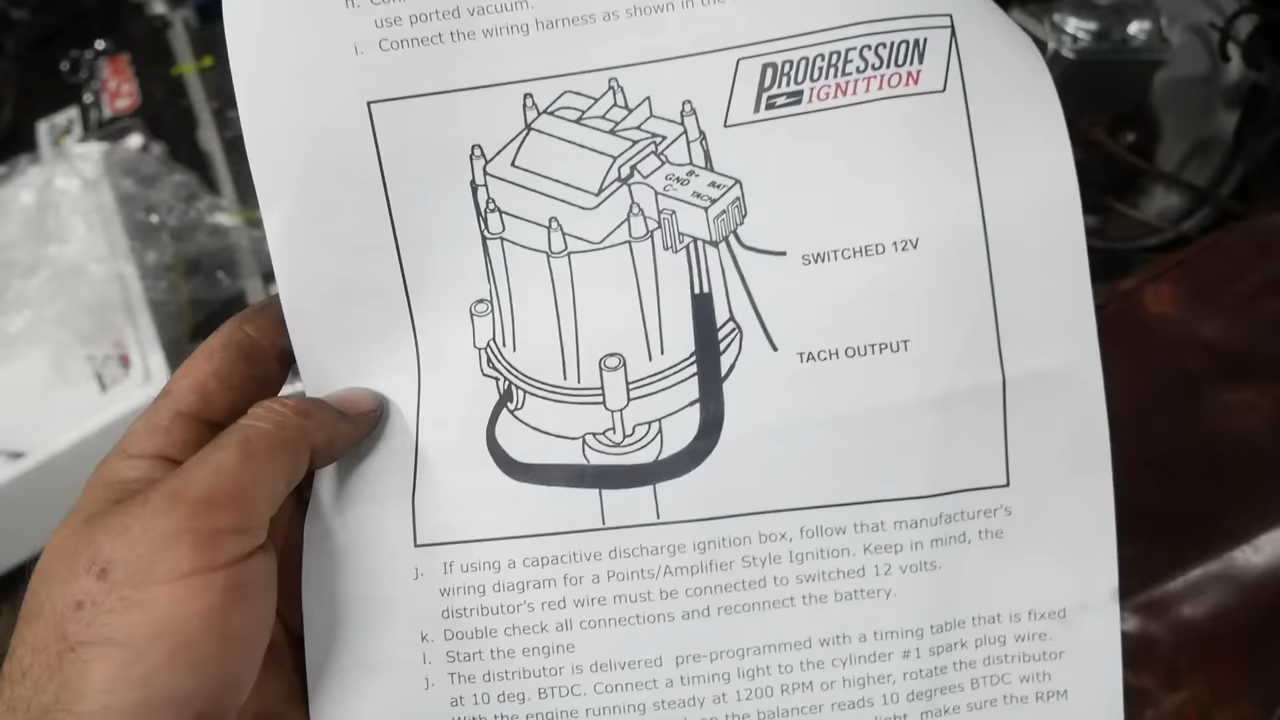 use ported vacuum.
i. Connect the wiring harness as shown in the
PROGRESSION
IGNITION
B+ BAT
GND
C- TACH
SWITCHED 12V
TACH OUTPUT
j. If using a capacitive discharge ignition box, follow that manufacturer's
wiring diagram for a Points/Amplifier Style Ignition. Keep in mind, the
distributor's red wire must be connected to switched 12 volts.
k. Double check all connections and reconnect the battery.
l. Start the engine
j. The distributor is delivered pre-programmed with a timing table that is fixed
at 10 deg. BTDC. Connect a timing light to the cylinder #1 spark plug wire.
With the engine running steady at 1200 RPM or higher, rotate the distributor
the balancer reads 10 degrees BTDC with
make sure the RPM